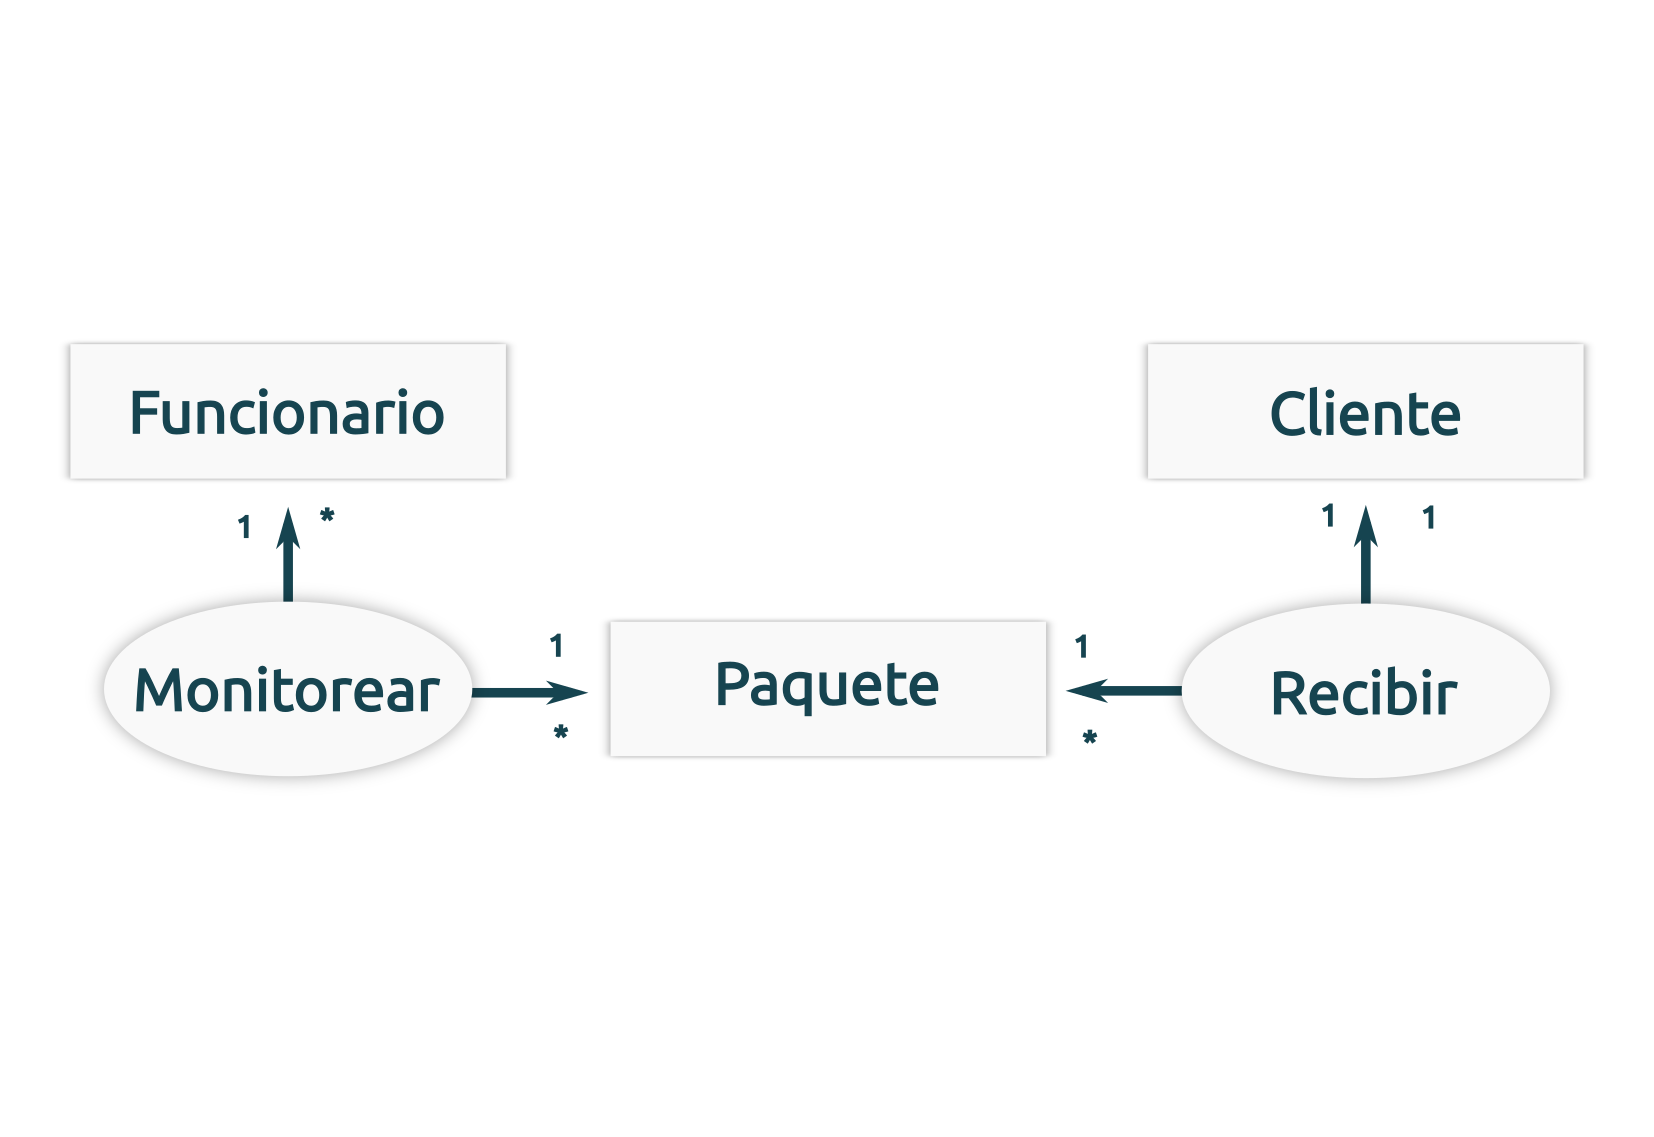 Funcionario
Cliente
1 *
1 1
Monitorear
1
*
Paquete
1
*
Recibir